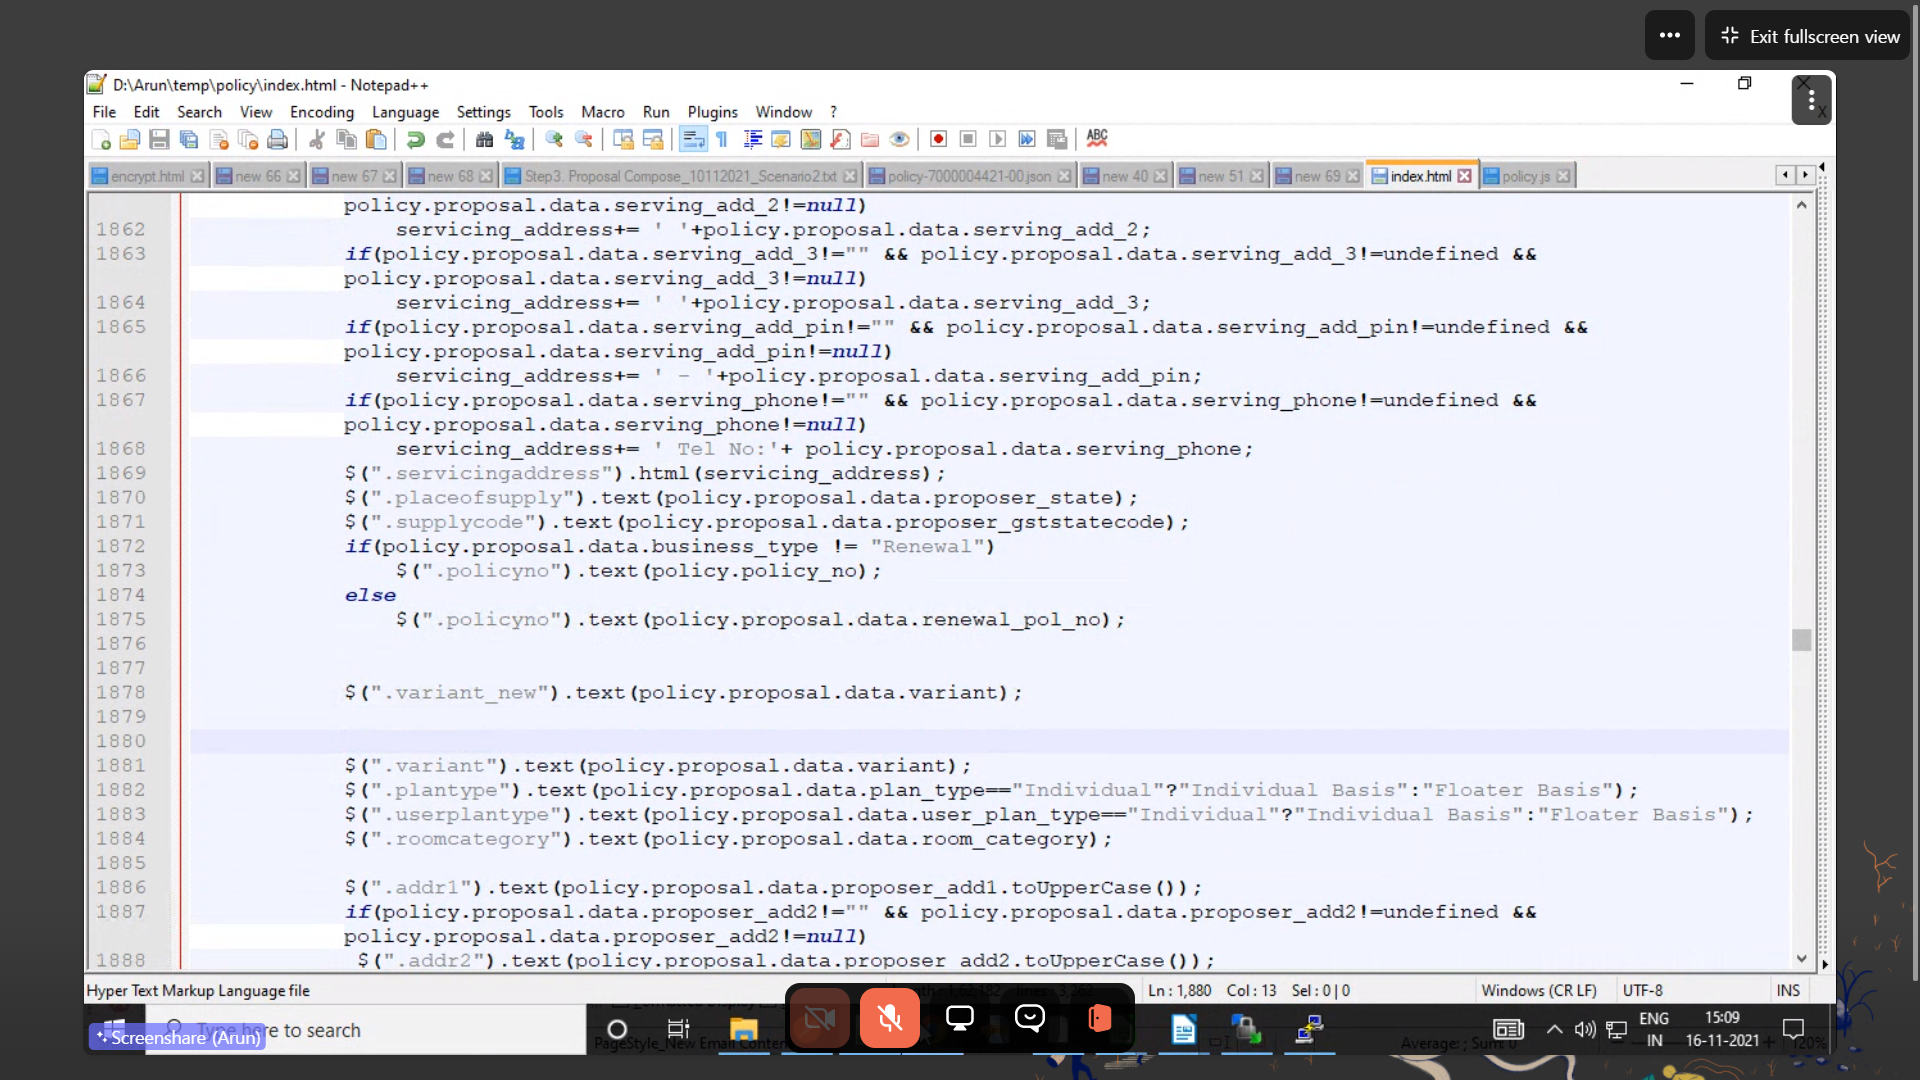 Exit fullscreen view
D:\Arun\temp\policy\index.html - Notepad++
File Edit Search View Encoding Language Settings Tools Macro Run Plugins Window ?
encrypt.html new 66 new 67 new 68 Step3. Proposal Compose_10112021_Scenario2.txt policy-7000004421-00.json new 40 new 51 new 69 index.html policy.js
policy.proposal.data.serving_add_2!=null)
1862 servicing_address+= ' '+policy.proposal.data.serving_add_2;
1863 if(policy.proposal.data.serving_add_3!="" && policy.proposal.data.serving_add_3!=undefined &&
policy.proposal.data.serving_add_3!=null)
1864 servicing_address+= ' '+policy.proposal.data.serving_add_3;
1865 if(policy.proposal.data.serving_add_pin!="" && policy.proposal.data.serving_add_pin!=undefined &&
policy.proposal.data.serving_add_pin!=null)
1866 servicing_address+= ' - '+policy.proposal.data.serving_add_pin;
1867 if(policy.proposal.data.serving_phone!="" && policy.proposal.data.serving_phone!=undefined &&
policy.proposal.data.serving_phone!=null)
1868 servicing_address+= ' Tel No:'+ policy.proposal.data.serving_phone;
1869 $(".servicingaddress").html(servicing_address);
1870 $(".placeofsupply").text(policy.proposal.data.proposer_state);
1871 $(".supplycode").text(policy.proposal.data.proposer_gststatecode);
1872 if(policy.proposal.data.business_type != "Renewal")
1873 $(".policyno").text(policy.policy_no);
1874 else
1875 $(".policyno").text(policy.proposal.data.renewal_pol_no);
1876
1877
1878 $(".variant_new").text(policy.proposal.data.variant);
1879
1880
1881 $(".variant").text(policy.proposal.data.variant);
1882 $(".plantype").text(policy.proposal.data.plan_type=="Individual"?"Individual Basis":"Floater Basis");
1883 $(".userplantype").text(policy.proposal.data.user_plan_type=="Individual"?"Individual Basis":"Floater Basis");
1884 $(".roomcategory").text(policy.proposal.data.room_category);
1885
1886 $(".addr1").text(policy.proposal.data.proposer_add1.toUpperCase());
1887 if(policy.proposal.data.proposer_add2!="" && policy.proposal.data.proposer_add2!=undefined &&
policy.proposal.data.proposer_add2!=null)
1888 $(".addr2").text(policy.proposal.data.proposer_add2.toUpperCase());
Hyper Text Markup Language file Ln : 1,880 Col : 13 Sel : 0 | 0 Windows (CR LF) UTF-8 INS
Type here to search
Screenshare (Arun)
PageStyle_New Email Conten
Average: ; Sum: 0
ENG
IN
15:09
16-11-2021
120%